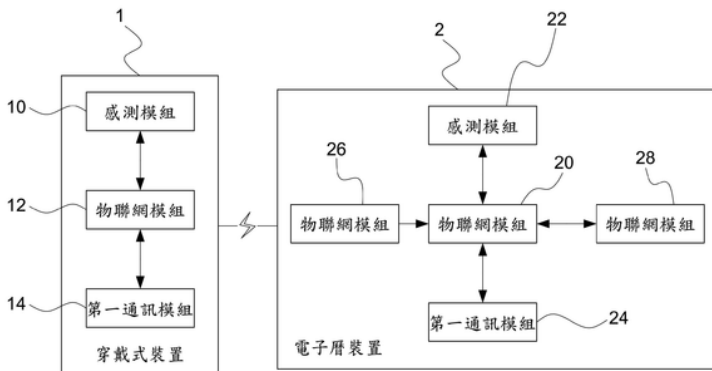 1
10
感測模組
12
物聯網模組
14
第一通訊模組
穿戴式裝置
2
22
感測模組
26
20
28
物聯網模組
物聯網模組
物聯網模組
第一通訊模組
24
電子曆裝置